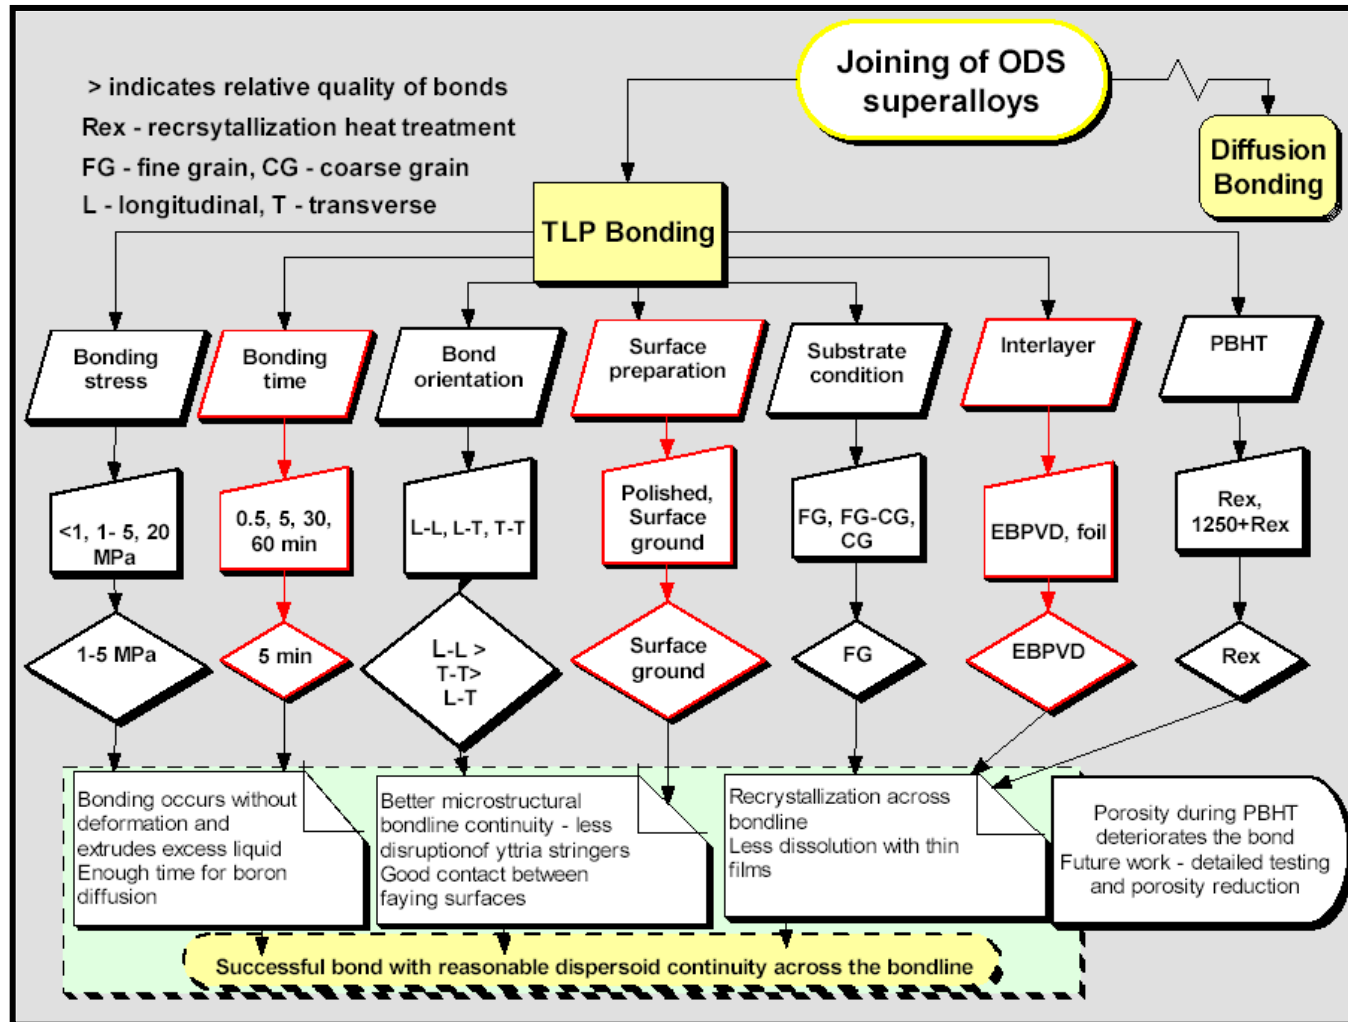 Joining of ODS
superalloys
> indicates relative quality of bonds
Rex - recrsytallization heat treatment
FG - fine grain, CG - coarse grain
L - longitudinal, T - transverse
Diffusion
Bonding
TLP Bonding
Bonding
stress
Bonding
time
Bond
orientation
Surface
preparation
Substrate
condition
Interlayer
PBHT
<1, 1- 5, 20
MPa
0.5, 5, 30,
60 min
L-L, L-T, T-T
Polished,
Surface
ground
FG, FG-CG,
CG
EBPVD, foil
Rex,
1250+Rex
1-5 MPa
5 min
L-L >
T-T>
L-T
Surface
ground
FG
EBPVD
Rex
Bonding occurs without
deformation and
extrudes excess liquid
Enough time for boron
diffusion
Better microstructural
bondline continuity - less
disruptionof yttria stringers
Good contact between
faying surfaces
Recrystallization across
bondline
Less dissolution with thin
films
Porosity during PBHT
deteriorates the bond
Future work - detailed testing
and porosity reduction
Successful bond with reasonable dispersoid continuity across the bondline